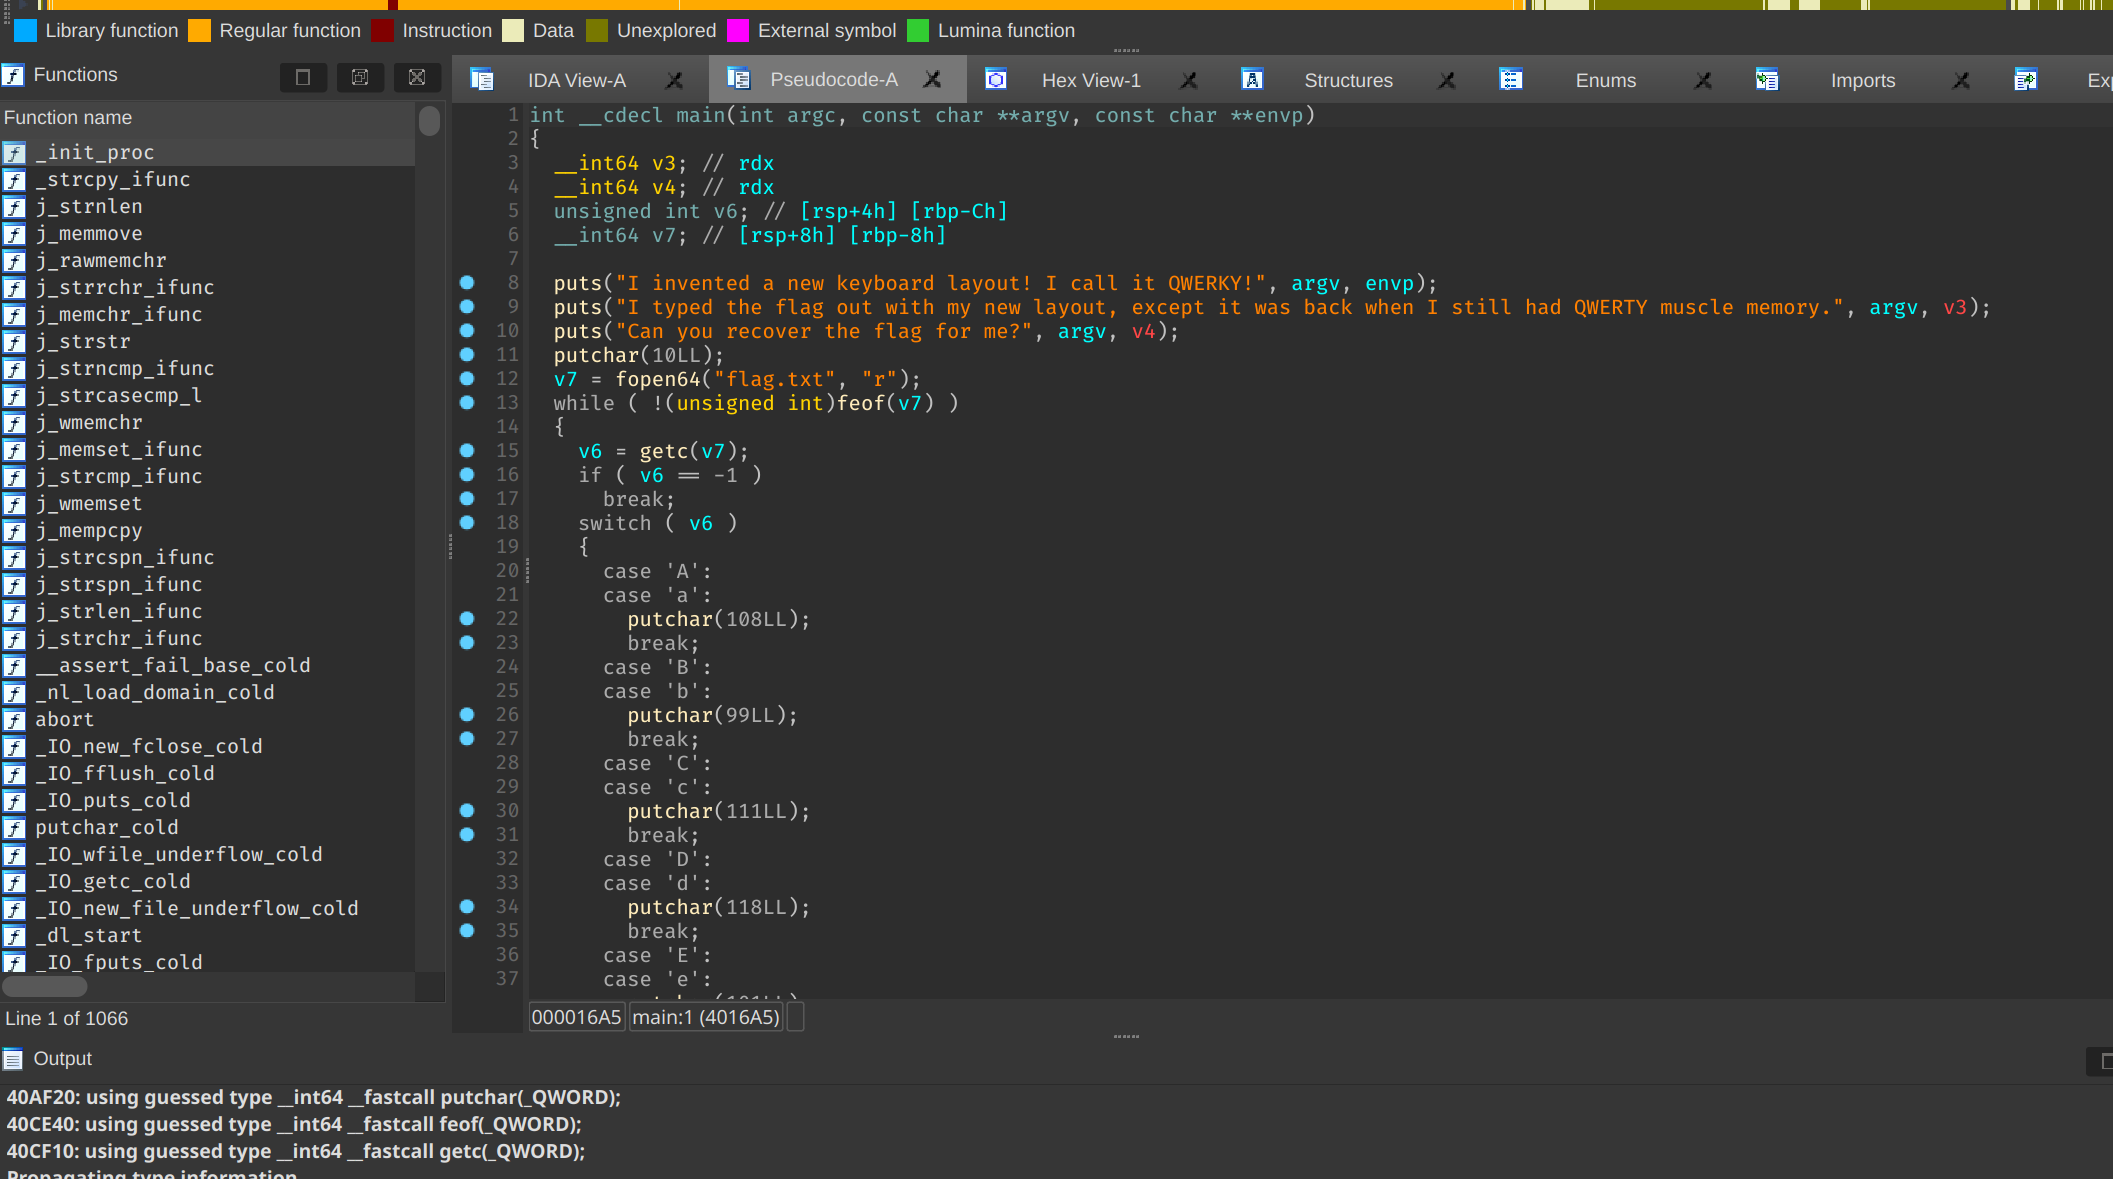 Library function Regular function Instruction Data Unexplored External symbol Lumina function
Functions
Function name
_init_proc
_strcpy_ifunc
j_strnlen
j_memmove
j_rawmemchr
j_strrchr_ifunc
j_memchr_ifunc
j_strstr
j_strncmp_ifunc
j_strcasecmp_l
j_wmemchr
j_memset_ifunc
j_strcmp_ifunc
j_wmemset
j_mempcpy
j_strcspn_ifunc
j_strspn_ifunc
j_strlen_ifunc
j_strchr_ifunc
__assert_fail_base_cold
_nl_load_domain_cold
abort
_IO_new_fclose_cold
_IO_fflush_cold
_IO_puts_cold
putchar_cold
_IO_wfile_underflow_cold
_IO_getc_cold
_IO_new_file_underflow_cold
_dl_start
_IO_fputs_cold
Line 1 of 1066
IDA View-A Pseudocode-A Hex View-1 Structures Enums Imports
1 int __cdecl main(int argc, const char **argv, const char **envp)
2 {
3 __int64 v3; // rdx
4 __int64 v4; // rdx
5 unsigned int v6; // [rsp+4h] [rbp-Ch]
6 __int64 v7; // [rsp+8h] [rbp-8h]
7
8 puts("I invented a new keyboard layout! I call it QWERKY!", argv, envp);
9 puts("I typed the flag out with my new layout, except it was back when I still had QWERTY muscle memory.", argv, v3);
10 puts("Can you recover the flag for me?", argv, v4);
11 putchar(10LL);
12 v7 = fopen64("flag.txt", "r");
13 while ( !(unsigned int)feof(v7) )
14 {
15 v6 = getc(v7);
16 if ( v6 == -1 )
17 break;
18 switch ( v6 )
19 {
20 case 'A':
21 case 'a':
22 putchar(108LL);
23 break;
24 case 'B':
25 case 'b':
26 putchar(99LL);
27 break;
28 case 'C':
29 case 'c':
30 putchar(111LL);
31 break;
32 case 'D':
33 case 'd':
34 putchar(118LL);
35 break;
36 case 'E':
37 case 'e':
000016A5 main:1 (4016A5)
Output
40AF20: using guessed type __int64 __fastcall putchar(_QWORD);
40CE40: using guessed type __int64 __fastcall feof(_QWORD);
40CF10: using guessed type __int64 __fastcall getc(_QWORD);
Propagating type information